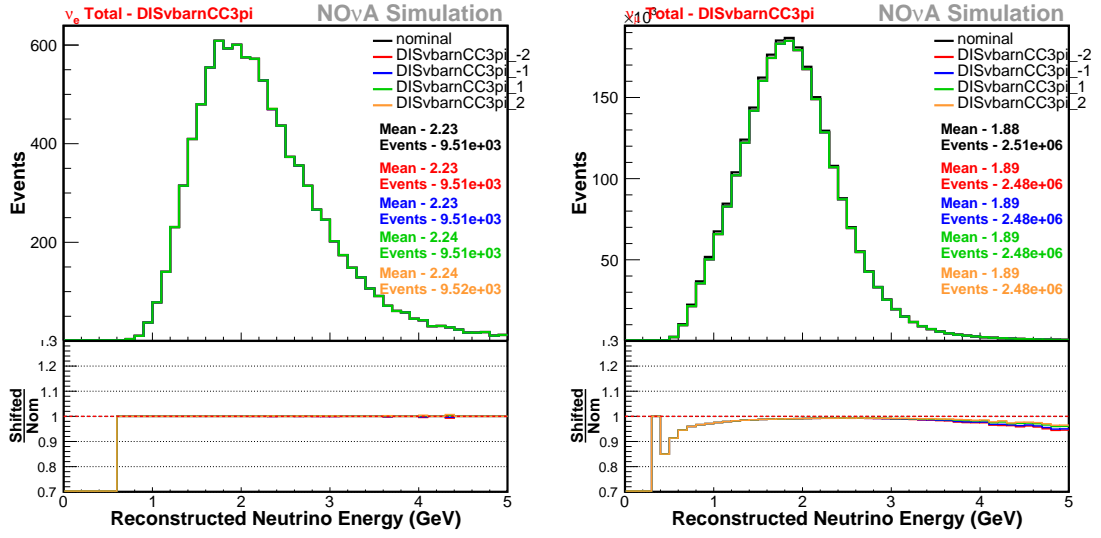 νe Total - DISvbarnCC3pi
NOνA Simulation
nominal
DISvbarnCC3pi_-2
DISvbarnCC3pi_-1
DISvbarnCC3pi_1
DISvbarnCC3pi_2
Mean - 2.23
Events - 9.51e+03
Mean - 2.23
Events - 9.51e+03
Mean - 2.23
Events - 9.51e+03
Mean - 2.24
Events - 9.51e+03
Mean - 2.24
Events - 9.52e+03
Events
600
400
200
1.3
1.2
1.1
1
0.9
0.8
0.7
Shifted
Nom
0 1 2 3 4 5
Reconstructed Neutrino Energy (GeV)
Total - DISvbarnCC3pi
NOνA Simulation
×10³
nominal
DISvbarnCC3pi_-2
DISvbarnCC3pi_-1
DISvbarnCC3pi_1
DISvbarnCC3pi_2
Mean - 1.88
Events - 2.51e+06
Mean - 1.89
Events - 2.48e+06
Mean - 1.89
Events - 2.48e+06
Mean - 1.89
Events - 2.48e+06
Mean - 1.89
Events - 2.48e+06
Events
150
100
50
1.3
1.2
1.1
1
0.9
0.8
0.7
Shifted
Nom
0 1 2 3 4 5
Reconstructed Neutrino Energy (GeV)